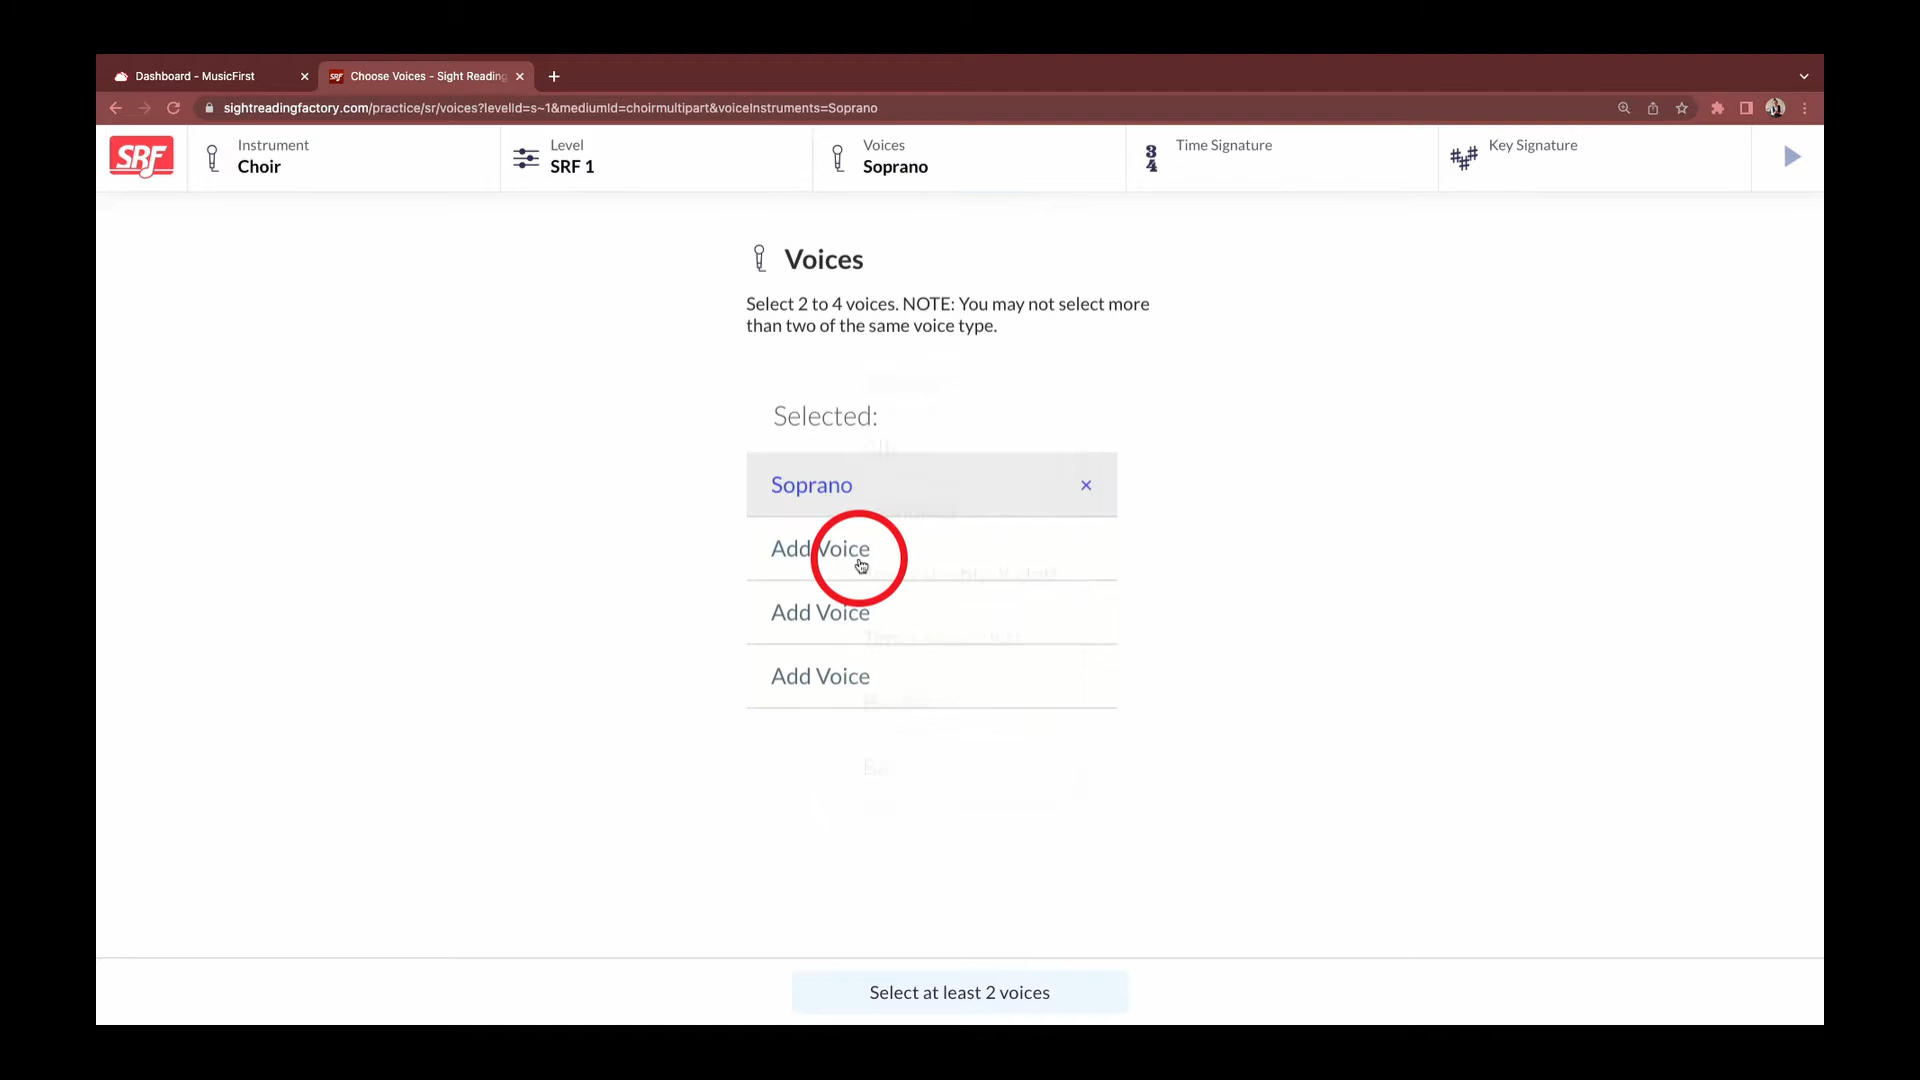 Dashboard - MusicFirst
SRF Choose Voices - Sight Reading
sightreadingfactory.com/practice/sr/voices?levelId=s~1&mediumId=choirmultipart&voiceInstruments=Soprano
SRF
Instrument
Choir
Level
SRF 1
Voices
Soprano
3
4
Time Signature
Key Signature
Voices
Select 2 to 4 voices. NOTE: You may not select more
than two of the same voice type.
Selected:
Soprano
Add Voice
Add Voice
Add Voice
Select at least 2 voices